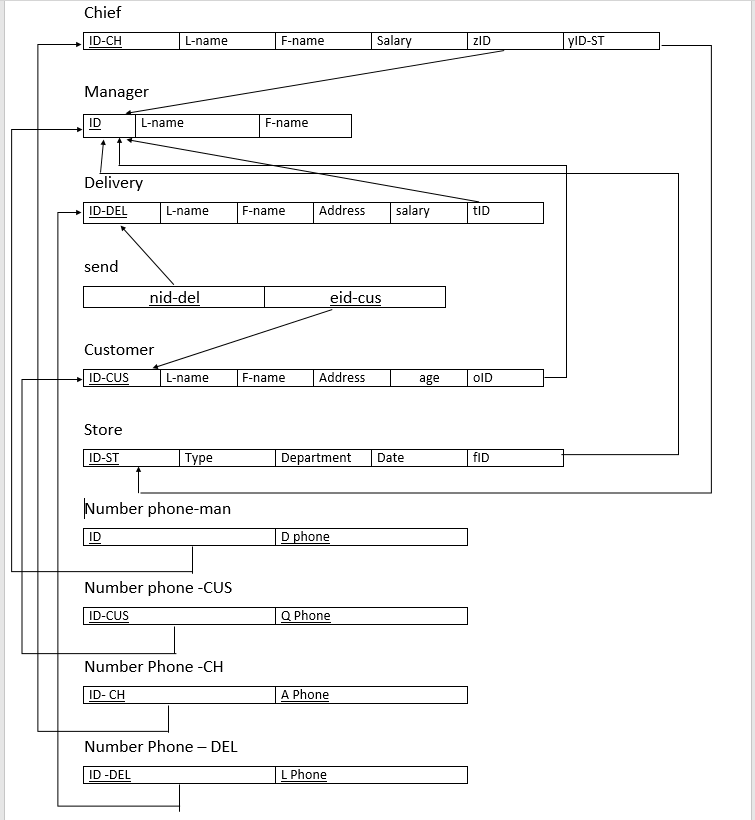 Chief
ID-CH L-name F-name Salary zID yID-ST
Manager
ID L-name F-name
Delivery
ID-DEL L-name F-name Address salary tID
send
nid-del eid-cus
Customer
ID-CUS L-name F-name Address age oID
Store
ID-ST Type Department Date fID
Number phone-man
ID D phone
Number phone -CUS
ID-CUS Q Phone
Number Phone -CH
ID- CH A Phone
Number Phone – DEL
ID -DEL L Phone